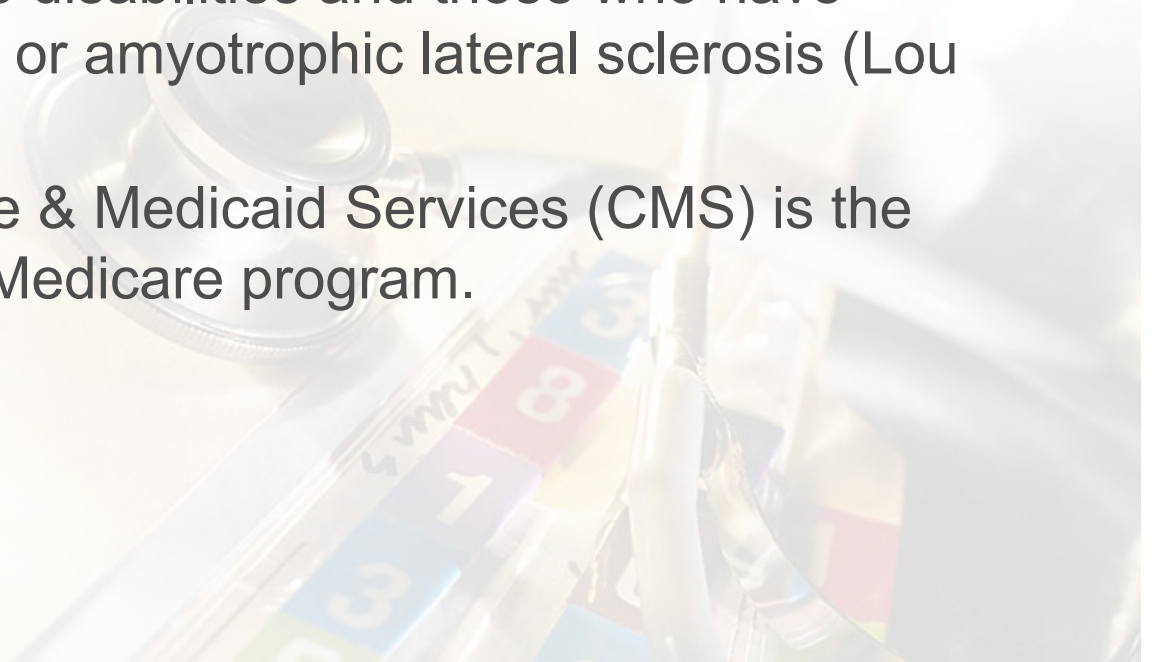 disabilities and those who have
or amyotrophic lateral sclerosis (Lou
& Medicaid Services (CMS) is the
Medicare program.
3
8
1
3